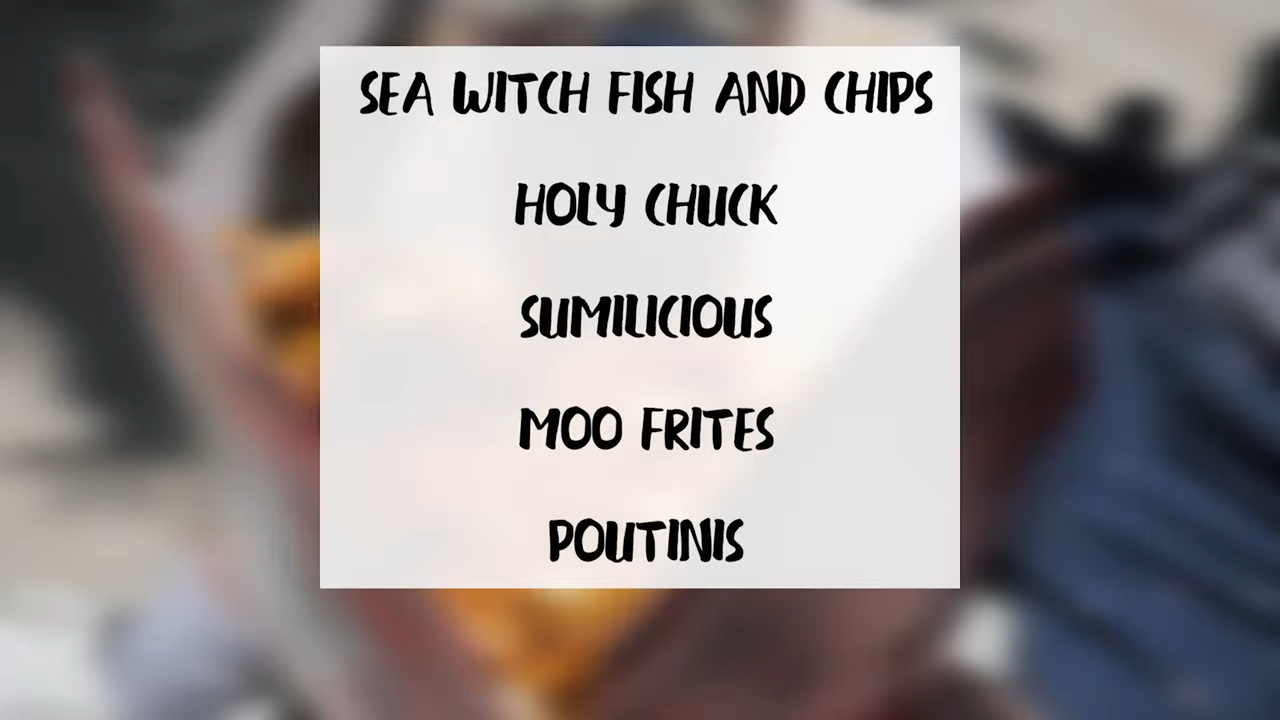 SEA WITCH FISH AND CHIPS
HOLY CHUCK
SUMILICIOUS
MOO FRITES
POUTINIS